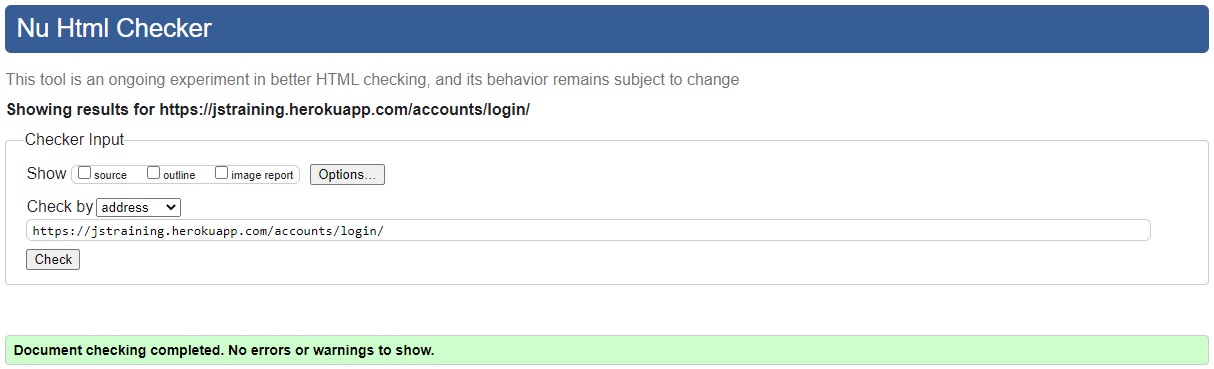 Nu Html Checker
This tool is an ongoing experiment in better HTML checking, and its behavior remains subject to change
Showing results for https://jstraining.herokuapp.com/accounts/login/
Checker Input
Show source outline image report Options...
Check by address
https://jstraining.herokuapp.com/accounts/login/
Check
Document checking completed. No errors or warnings to show.